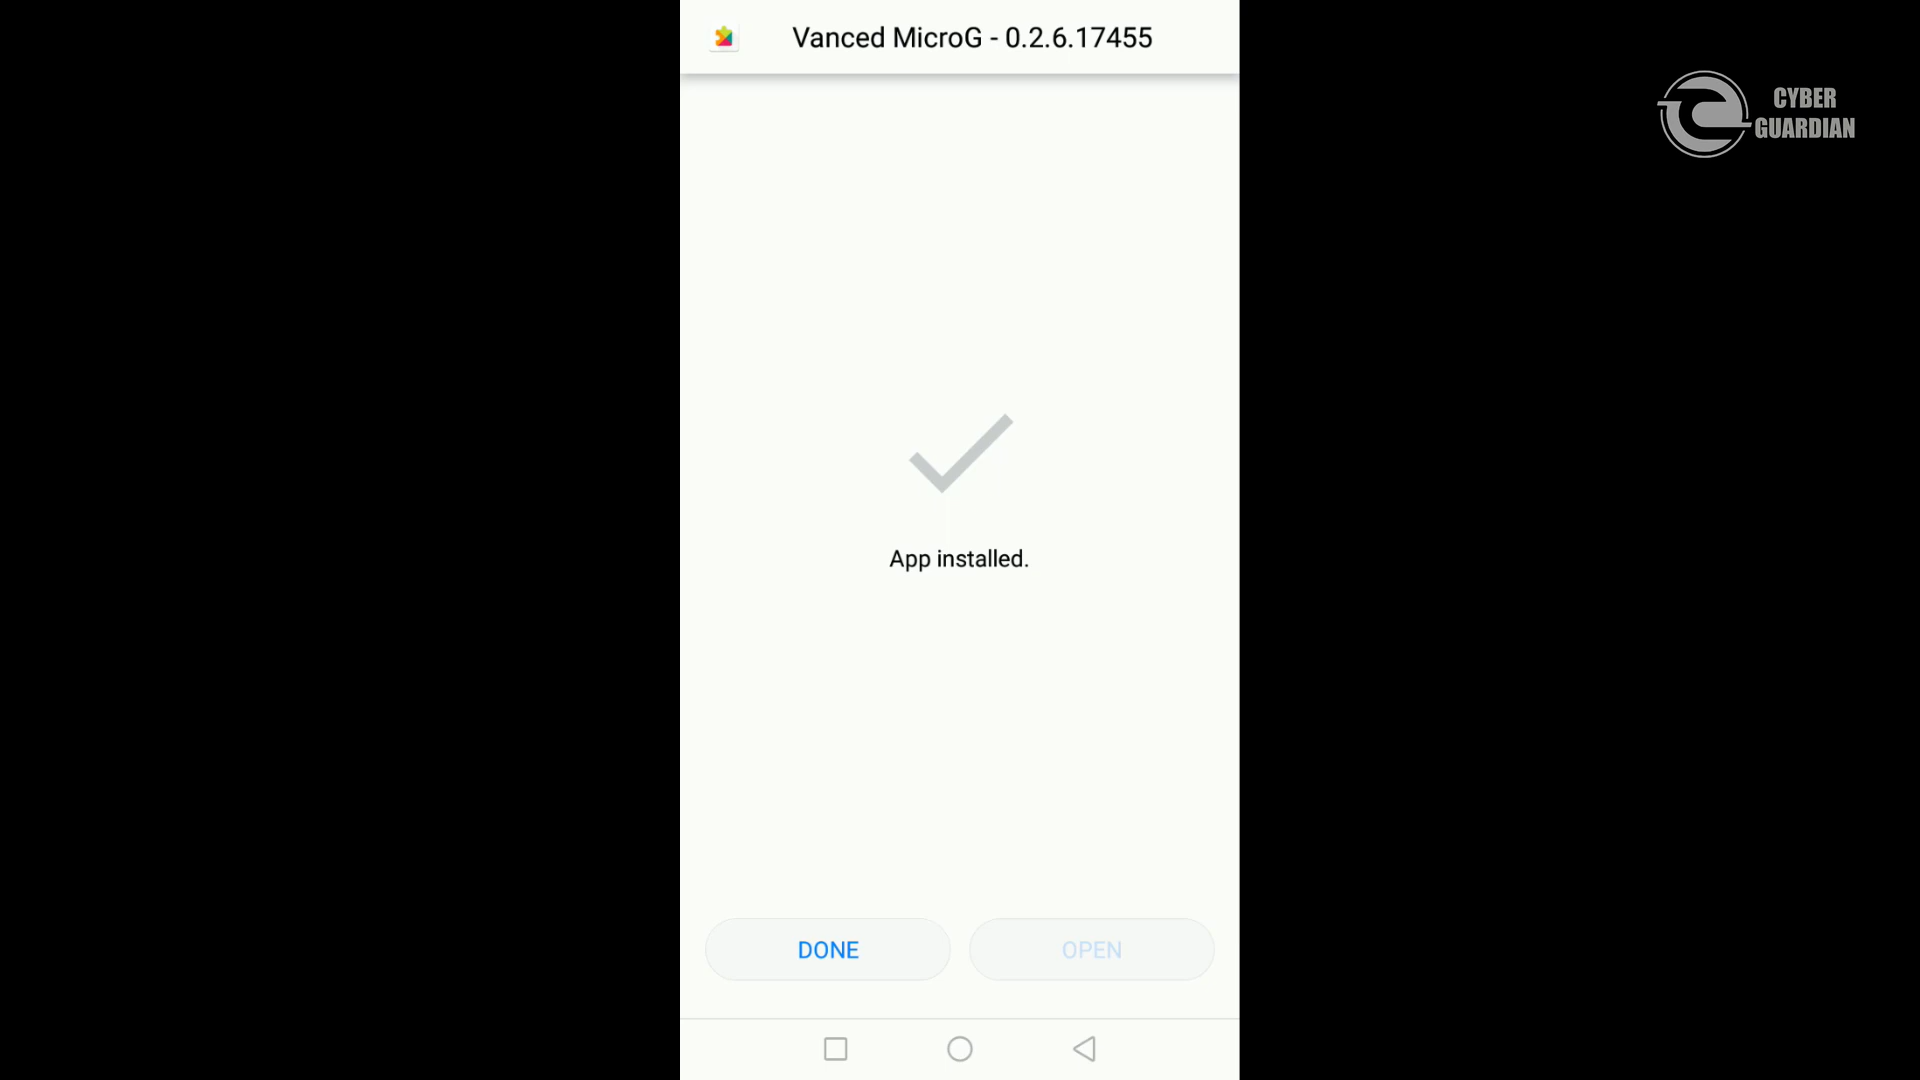 Vanced MicroG - 0.2.6.17455
CYBER
GUARDIAN
App installed.
DONE
OPEN